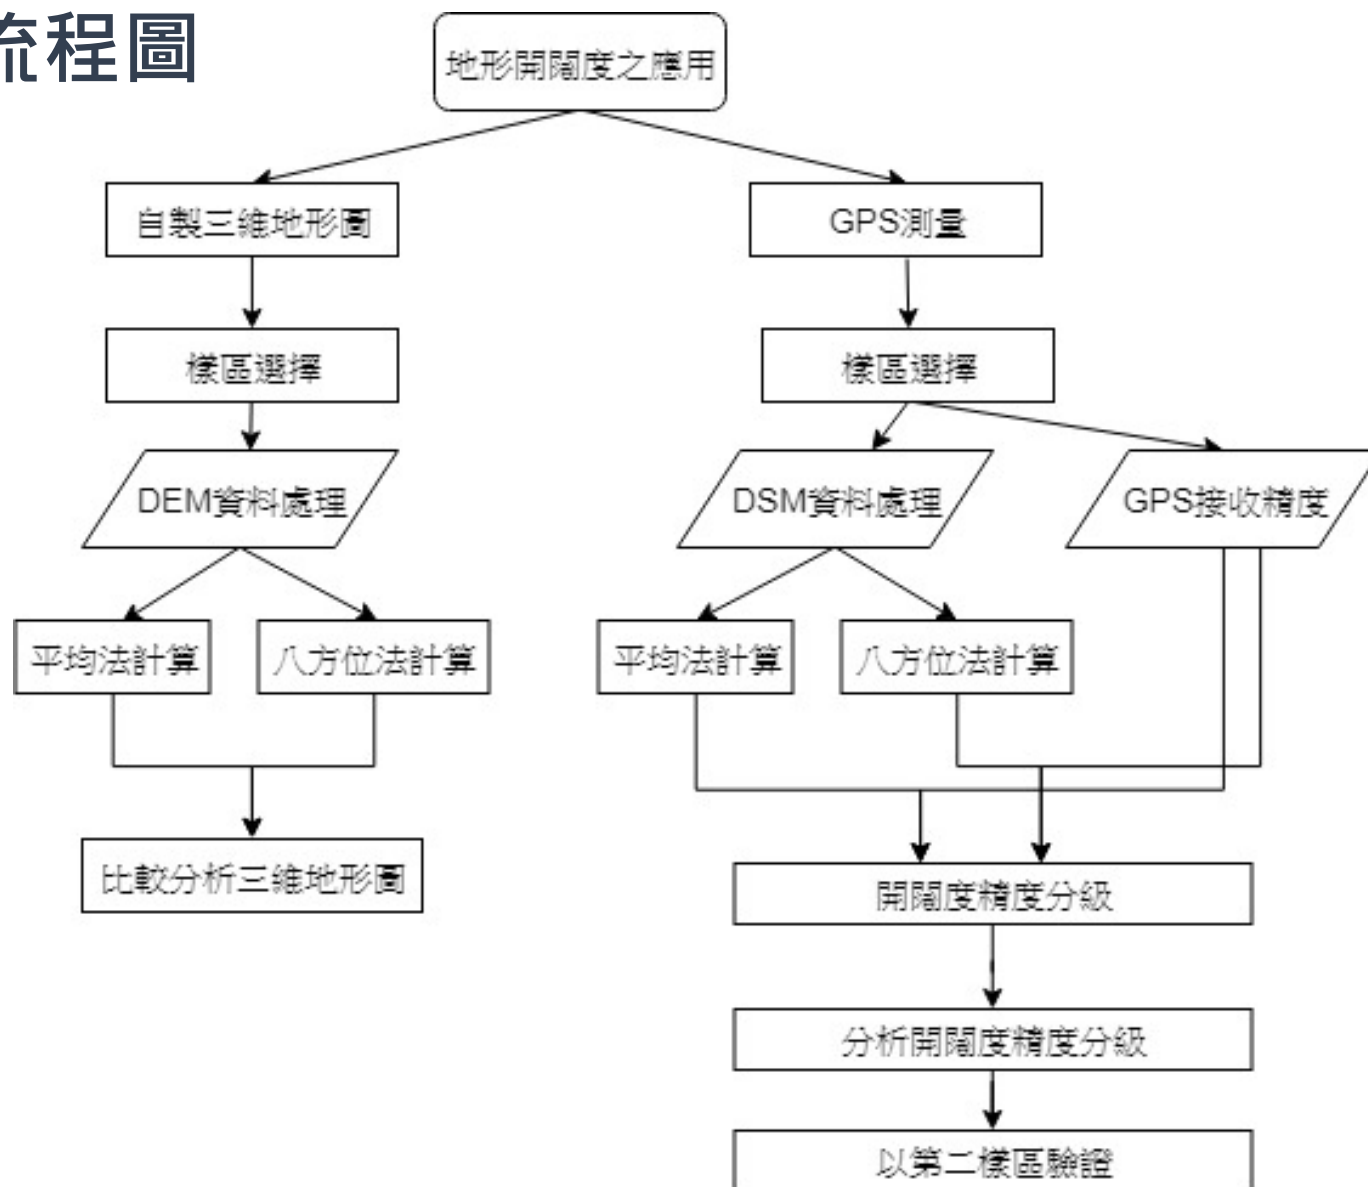 流程圖
地形開闊度之應用
自製三維地形圖
GPS測量
樣區選擇
樣區選擇
DEM資料處理
DSM資料處理
GPS接收精度
平均法計算
八方位法計算
平均法計算
八方位法計算
比較分析三維地形圖
開闊度精度分級
分析開闊度精度分級
以第二樣區驗證